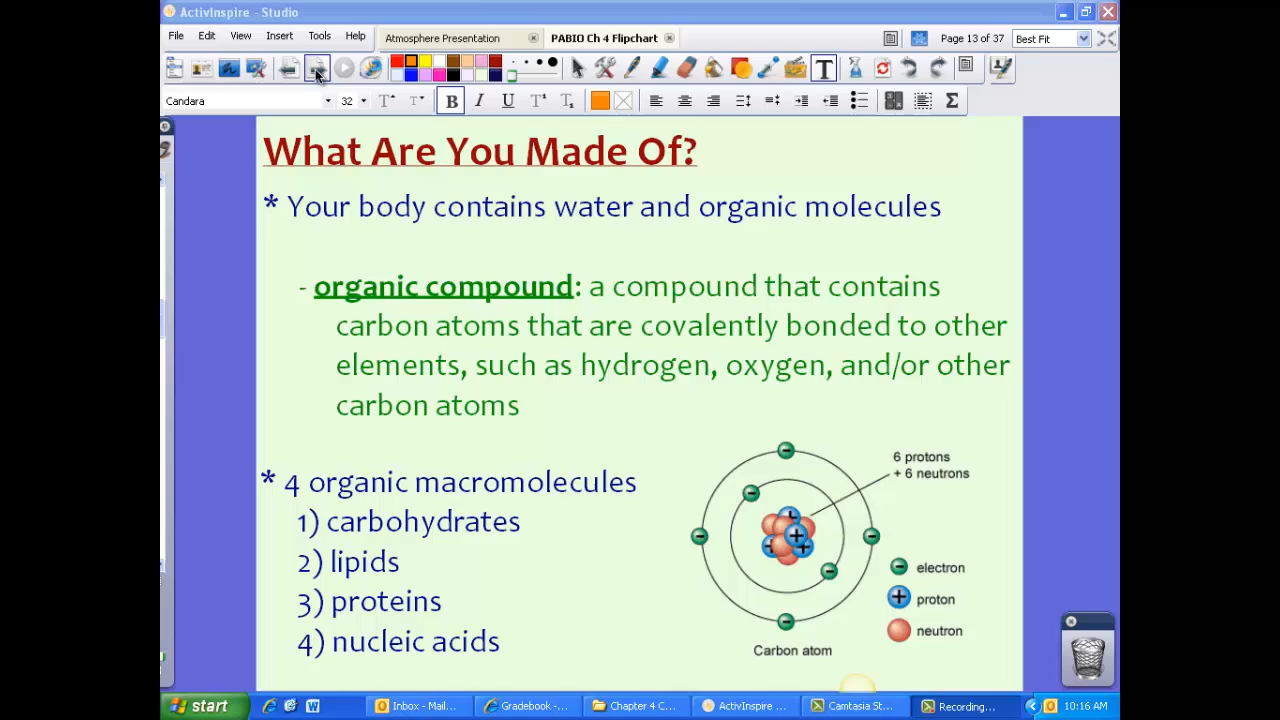 ActivInspire - Studio
File Edit View Insert Tools Help
Atmosphere Presentation
PABIO Ch 4 Flipchart
Page 13 of 37
Best Fit
Candara
32
B I U
What Are You Made Of?
* Your body contains water and organic molecules
- organic compound: a compound that contains
carbon atoms that are covalently bonded to other
elements, such as hydrogen, oxygen, and/or other
carbon atoms
* 4 organic macromolecules
1) carbohydrates
2) lipids
3) proteins
4) nucleic acids
6 protons
+ 6 neutrons
electron
proton
neutron
Carbon atom
start
Inbox - Mail...
Gradebook -...
Chapter 4 C...
ActivInspire ...
Camtasia St...
Recording...
10:16 AM